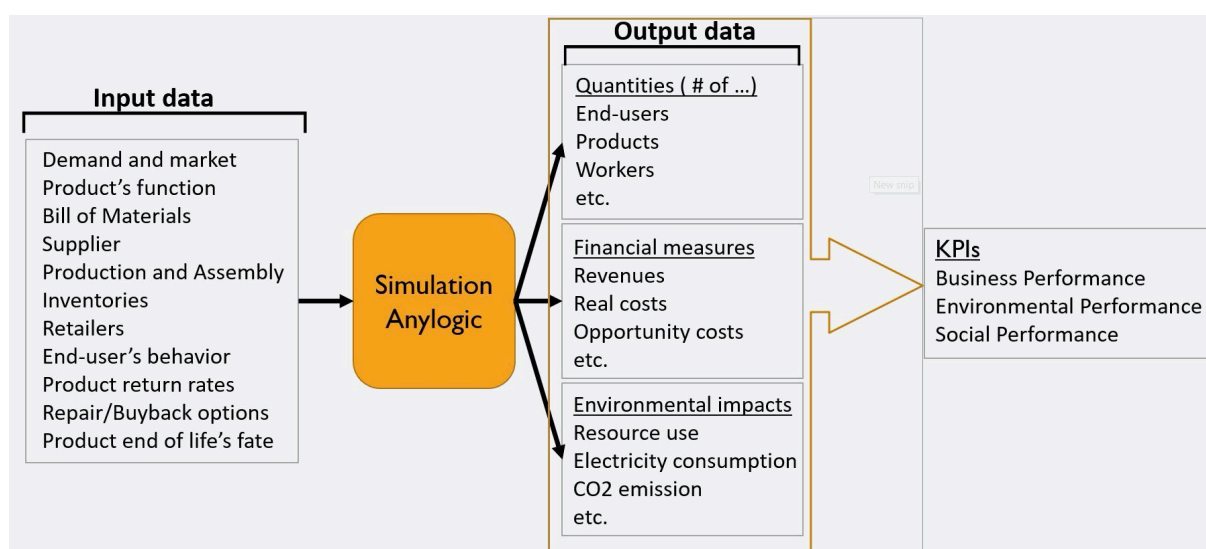 Input data
Demand and market
Product's function
Bill of Materials
Supplier
Production and Assembly
Inventories
Retailers
End-user's behavior
Product return rates
Repair/Buyback options
Product end of life's fate
Simulation
Anylogic
Output data
Quantities ( # of ...)
End-users
Products
Workers
etc.
Financial measures
Revenues
Real costs
Opportunity costs
etc.
Environmental impacts
Resource use
Electricity consumption
CO2 emission
etc.
New snip
KPIs
Business Performance
Environmental Performance
Social Performance